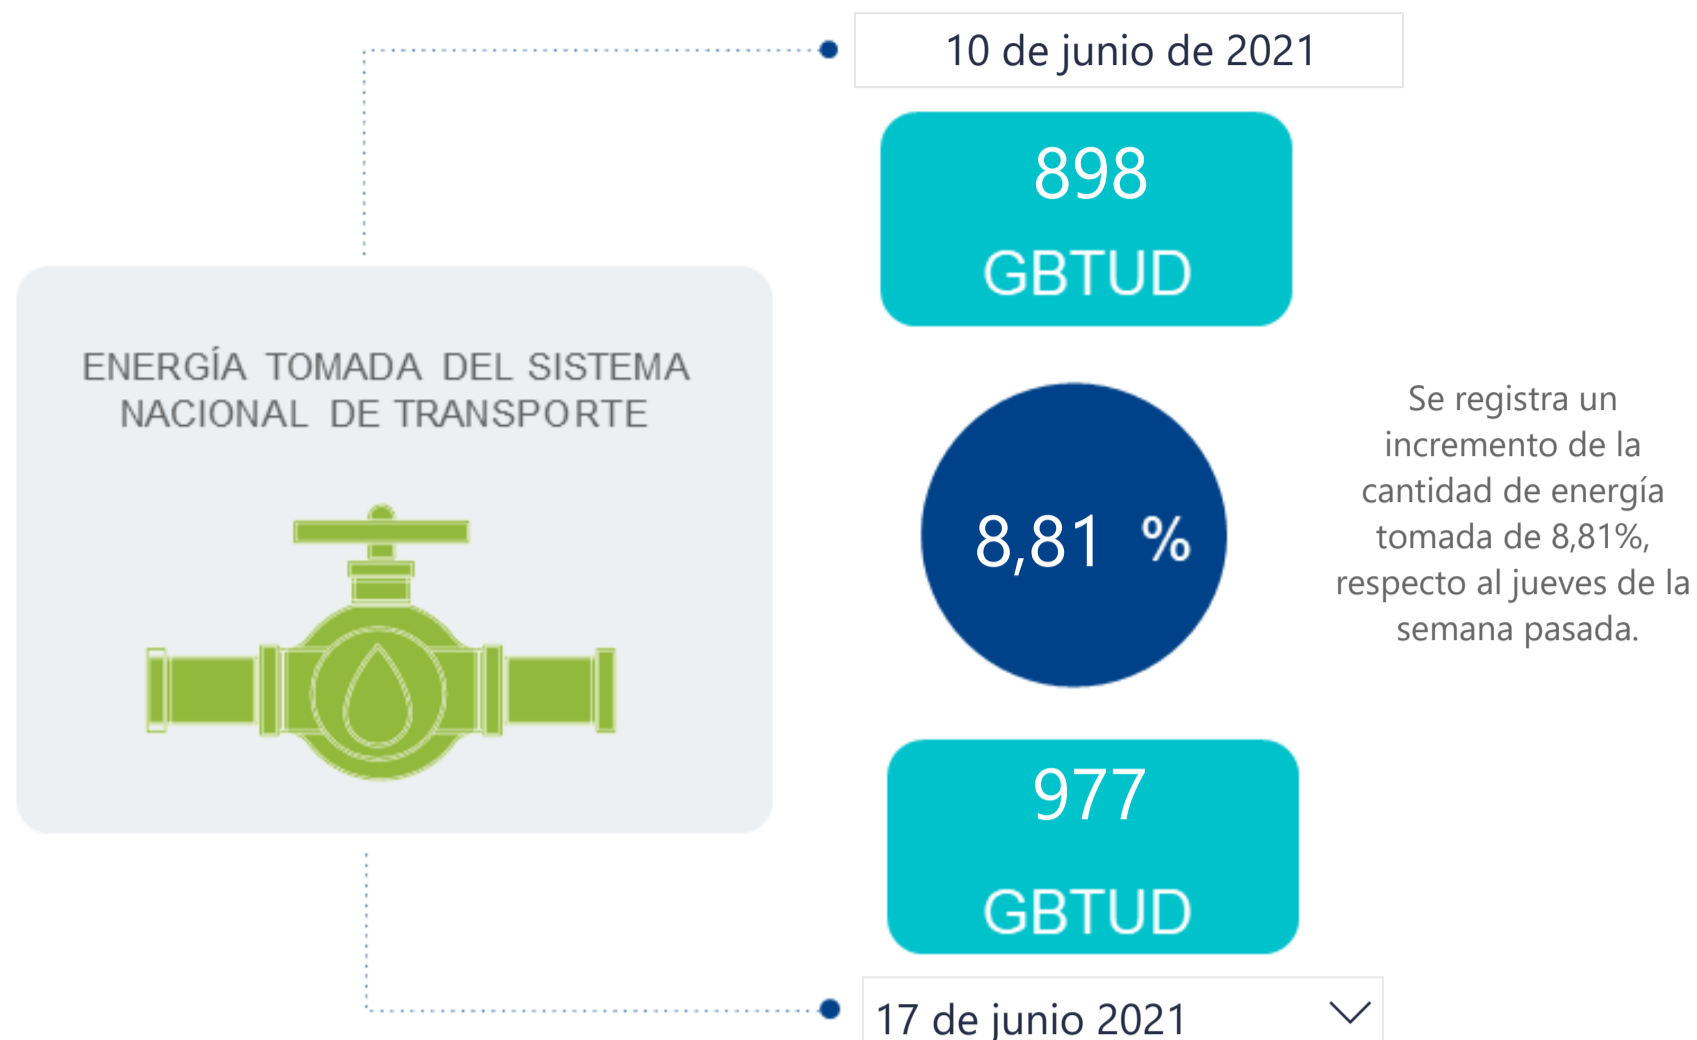 10 de junio de 2021
898
GBTUD
ENERGÍA TOMADA DEL SISTEMA
NACIONAL DE TRANSPORTE
8,81 %
Se registra un
incremento de la
cantidad de energía
tomada de 8,81%,
respecto al jueves de la
semana pasada.
977
GBTUD
17 de junio 2021